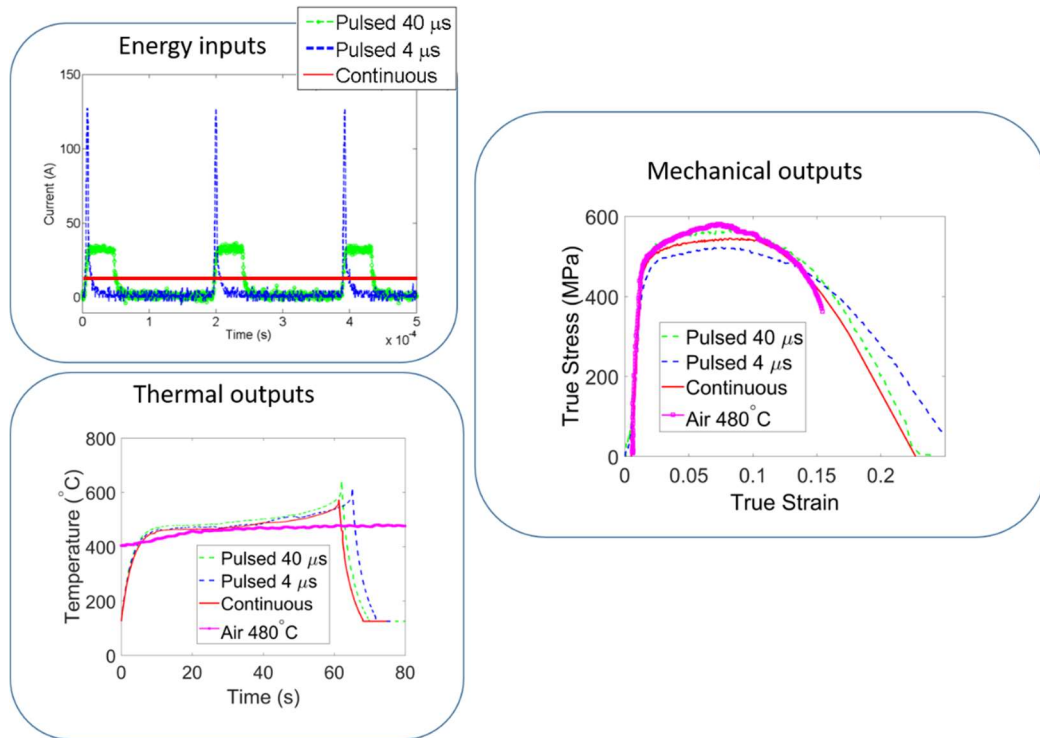 Energy inputs
Pulsed 40 μs
Pulsed 4 μs
Continuous
150
100
50
0
Current (A)
0 1 2 3 4 5
Time (s)
x 10⁻⁴
Thermal outputs
800
600
400
200
0
Temperature (°C)
Pulsed 40 μs
Pulsed 4 μs
Continuous
Air 480°C
0 20 40 60 80
Time (s)
Mechanical outputs
600
400
200
0
True Stress (MPa)
Pulsed 40 μs
Pulsed 4 μs
Continuous
Air 480°C
0 0.05 0.1 0.15 0.2
True Strain